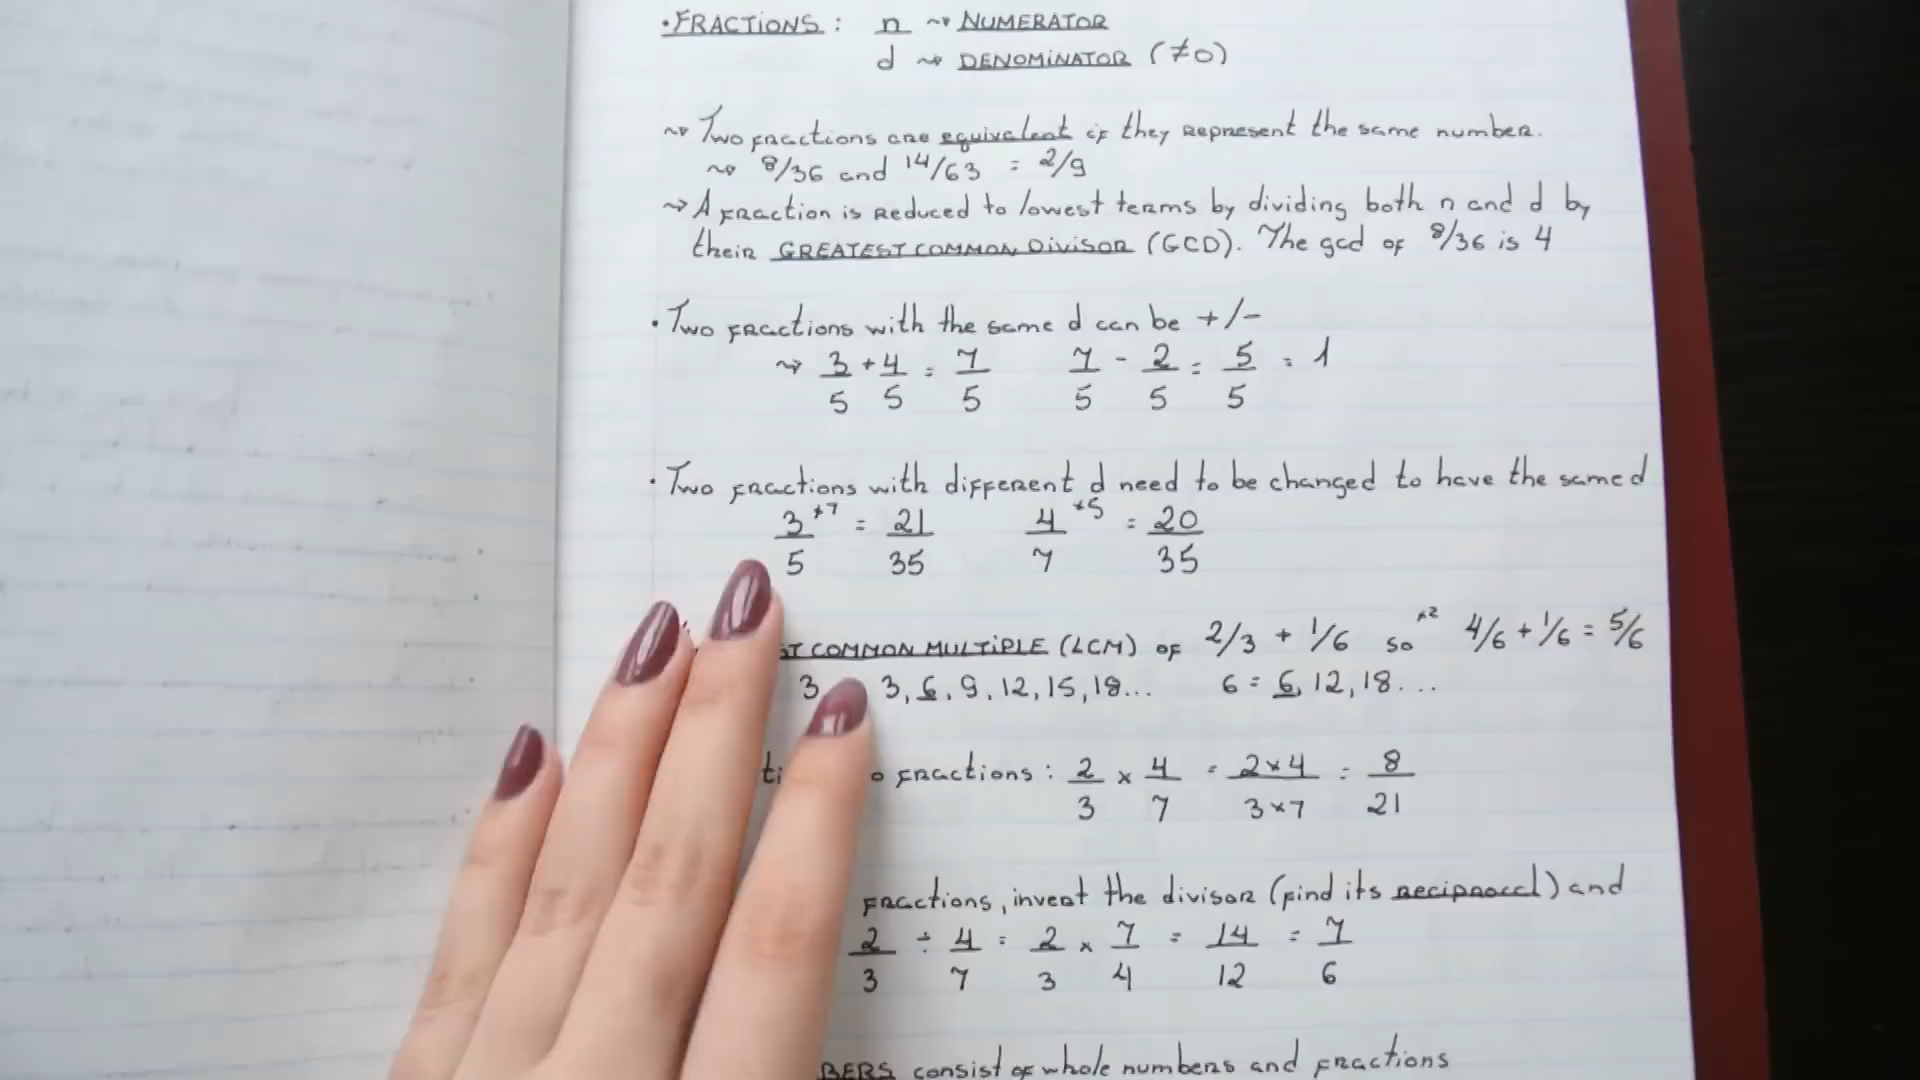 • FRACTIONS: n ⇝ NUMERATOR
d ⇝ DENOMINATOR (≠0)
⇝ Two fractions are equivalent if they represent the same number.
⇝ 8/36 and 14/63 = 2/9
⇝ A fraction is reduced to lowest terms by dividing both n and d by
their GREATEST COMMON DIVISOR (GCD). The gcd of 8/36 is 4
• Two fractions with the same d can be +/-
⇝ 3/5 + 4/5 = 7/5 7/5 - 2/5 = 5/5 = 1
• Two fractions with different d need to be changed to have the same d
3/5 ×7 = 21/35 4/7 ×5 = 20/35
COMMON MULTIPLE (LCM) of 2/3 + 1/6 so ×2 4/6 + 1/6 = 5/6
3 3, 6, 9, 12, 15, 18... 6 = 6, 12, 18...
fractions: 2/3 × 4/7 = 2×4/3×7 = 8/21
fractions, invert the divisor (find its reciprocal) and
2/3 ÷ 4/7 = 2/3 × 7/4 = 14/12 = 7/6
BERS consist of whole numbers and fractions